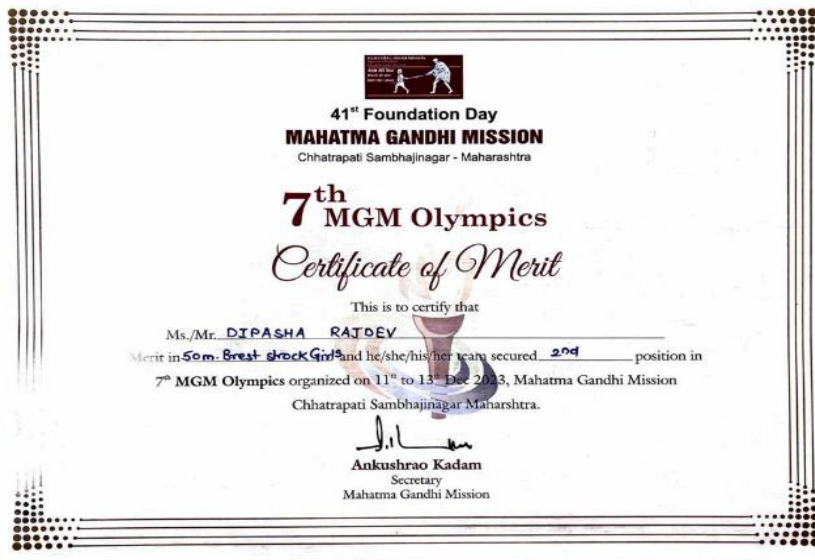 41st Foundation Day
MAHATMA GANDHI MISSION
Chhatrapati Sambhajinagar - Maharashtra
7th MGM Olympics
Certificate of Merit
This is to certify that
Ms./Mr. DIPASHA RAJDEV
Merit in 50m. Brest strock Girls and he/she/his/her team secured 2nd position in
7th MGM Olympics organized on 11th to 13th Dec 2023, Mahatma Gandhi Mission
Chhatrapati Sambhajinagar Maharshtra.
Ankushrao Kadam
Secretary
Mahatma Gandhi Mission